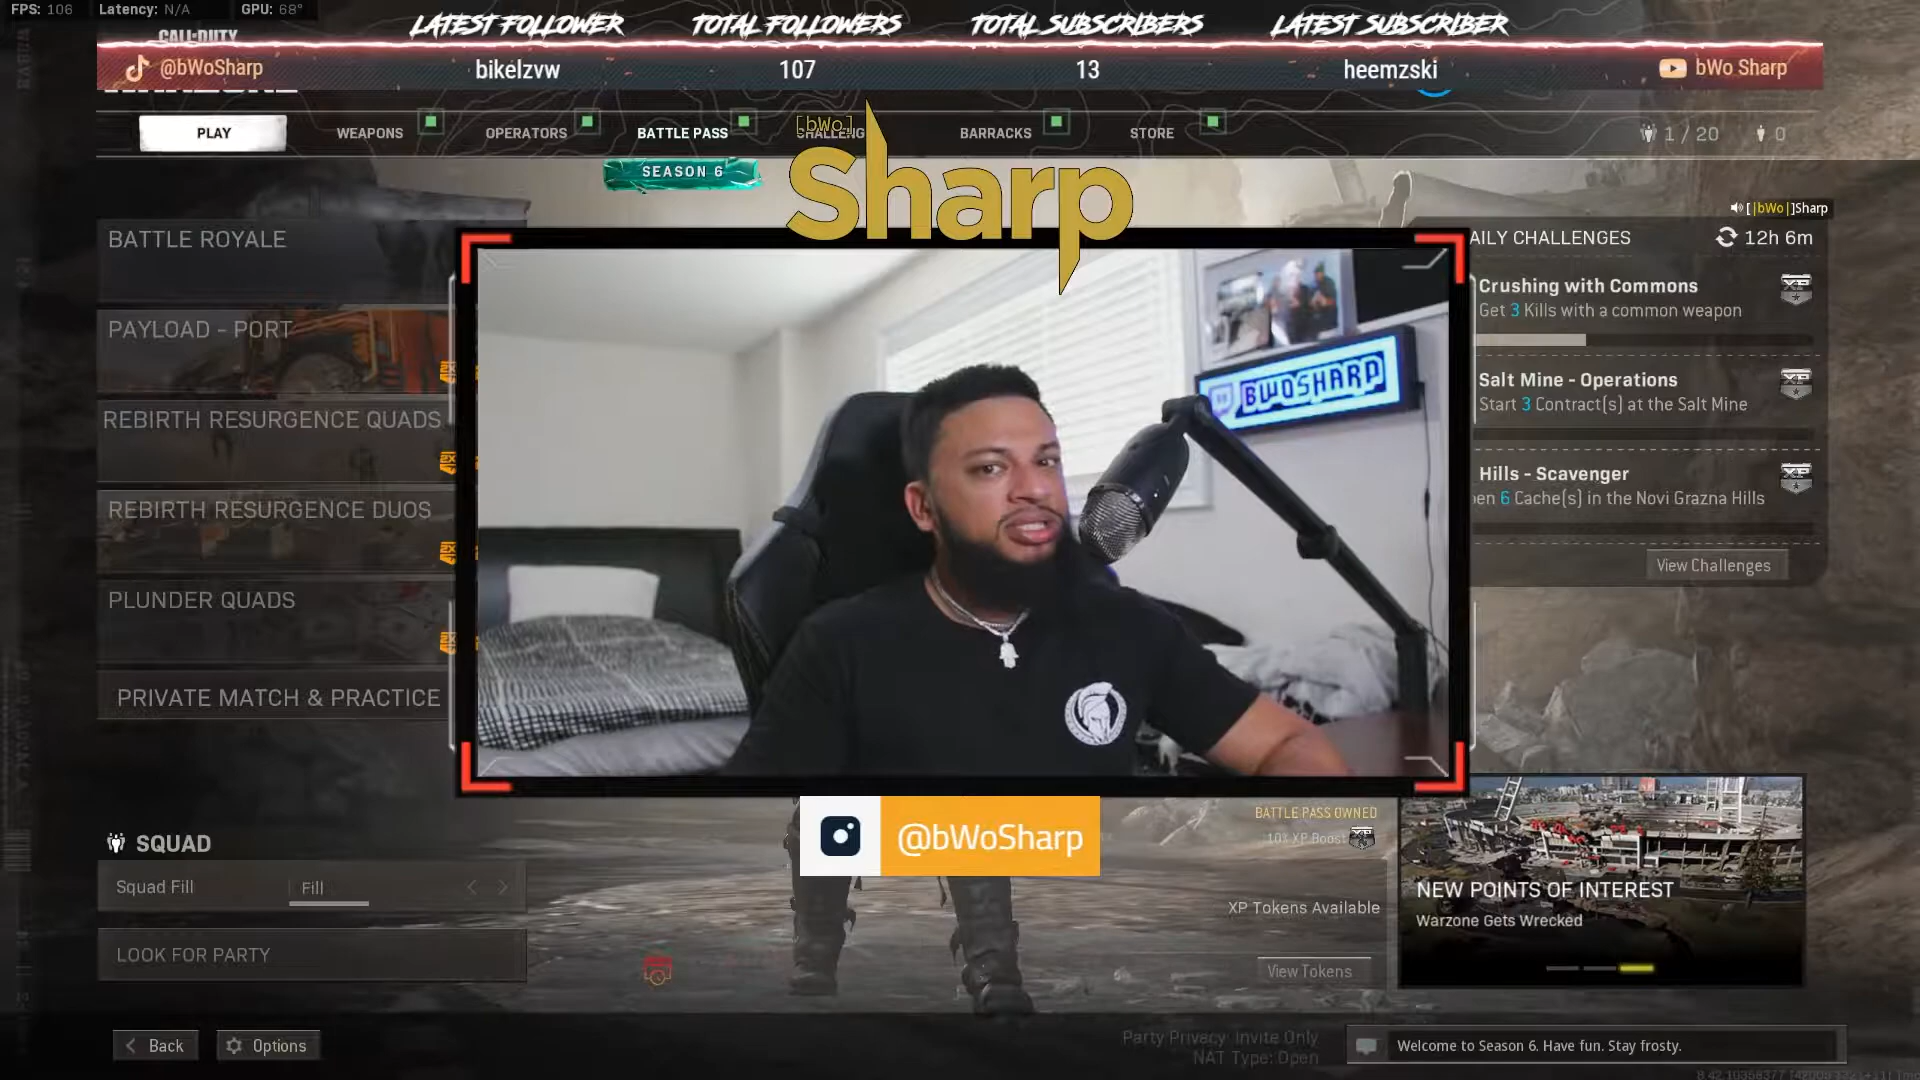 FPS: 106
Latency: N/A
GPU: 68°
LATEST FOLLOWER
TOTAL FOLLOWERS
TOTAL SUBSCRIBERS
LATEST SUBSCRIBER
CALL·DUTY
@bWoSharp
bikelzvw
107
13
heemzski
bWo Sharp
PLAY
WEAPONS
OPERATORS
BATTLE PASS
BARRACKS
STORE
1 / 20
0
SEASON 6
[bWo]
Sharp
[|bWo|]Sharp
BATTLE ROYALE
PAYLOAD - PORT
REBIRTH RESURGENCE QUADS
REBIRTH RESURGENCE DUOS
PLUNDER QUADS
PRIVATE MATCH & PRACTICE
BWOSHARP
AILY CHALLENGES
12h 6m
Crushing with Commons
Get 3 Kills with a common weapon
Salt Mine - Operations
Start 3 Contract(s) at the Salt Mine
Hills - Scavenger
en 6 Cache(s) in the Novi Grazna Hills
View Challenges
@bWoSharp
BATTLE PASS OWNED
10% XP Boost
SQUAD
Squad Fill
Fill
LOOK FOR PARTY
XP Tokens Available
View Tokens
NEW POINTS OF INTEREST
Warzone Gets Wrecked
Back
Options
Party Privacy: Invite Only
NAT Type: Open
Welcome to Season 6. Have fun. Stay frosty.